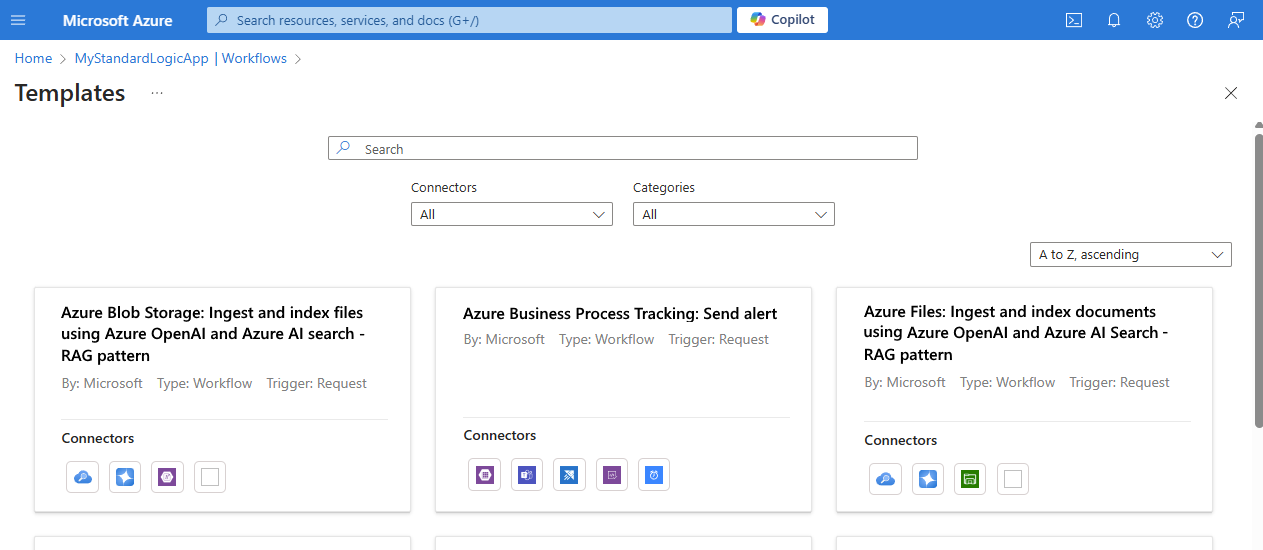 Microsoft Azure
Search resources, services, and docs (G+/)
Copilot
Home > MyStandardLogicApp | Workflows >
Templates ...
Search
Connectors
All
Categories
All
A to Z, ascending
Azure Blob Storage: Ingest and index files
using Azure OpenAI and Azure AI search -
RAG pattern
By: Microsoft Type: Workflow Trigger: Request
Connectors
Azure Business Process Tracking: Send alert
By: Microsoft Type: Workflow Trigger: Request
Connectors
Azure Files: Ingest and index documents
using Azure OpenAI and Azure AI Search -
RAG pattern
By: Microsoft Type: Workflow Trigger: Request
Connectors